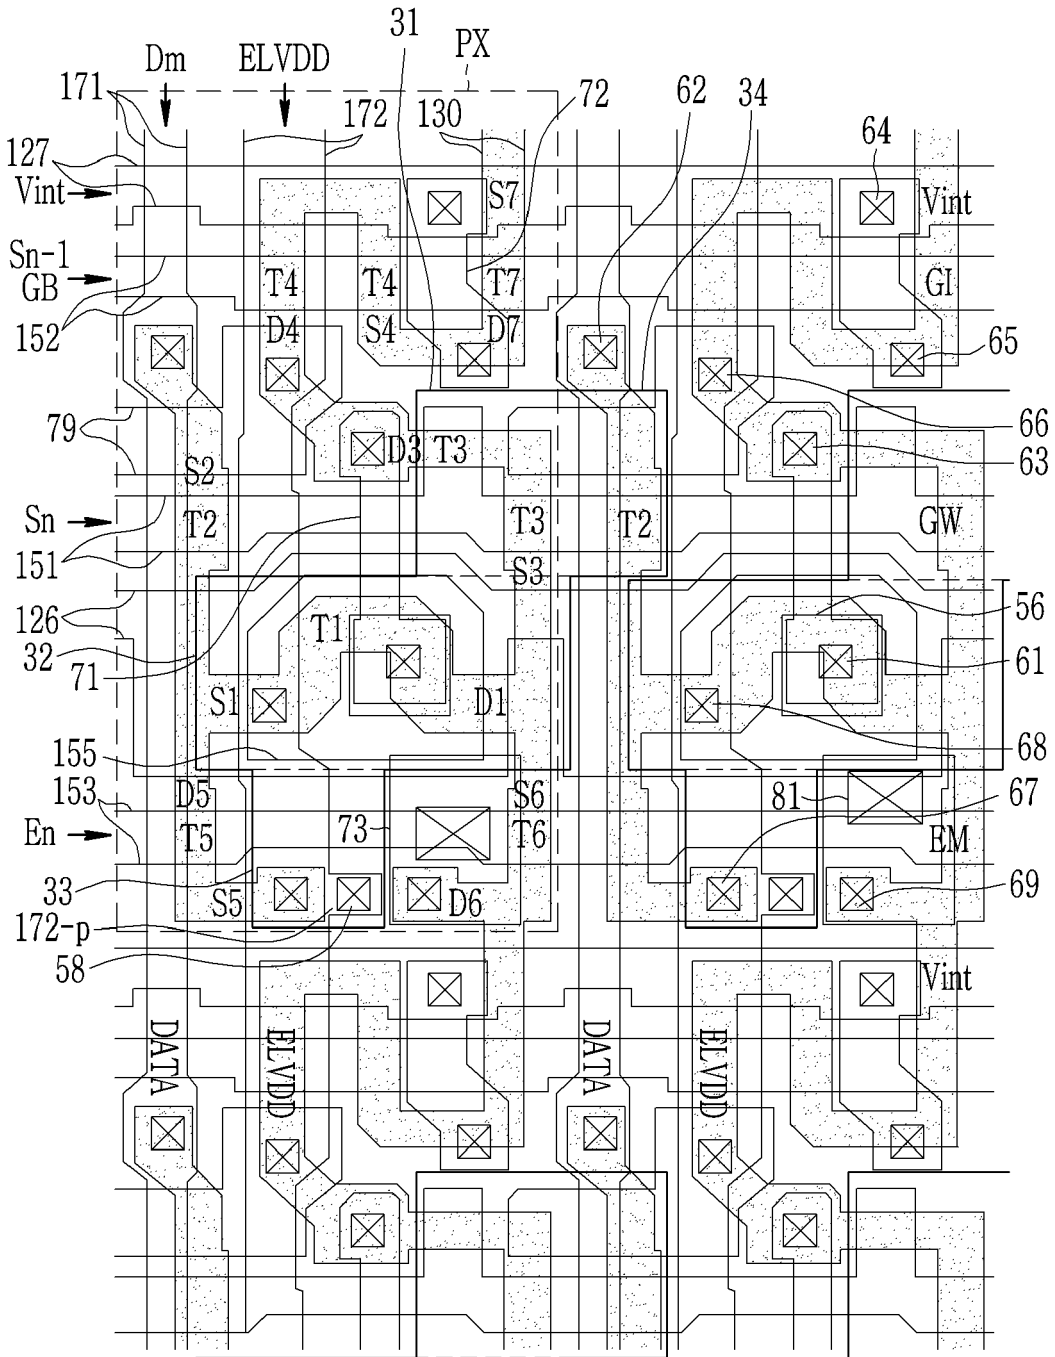 31
PX
Dm
ELVDD
171
172
130
72
62
34
64
127
Vint
S7
Vint
Sn-1
GB
T4
T4
T7
GI
152
D4
S4
D7
65
79
66
D3
T3
63
S2
Sn
T2
T3
T2
GW
151
S3
126
56
32
T1
71
61
S1
D1
155
68
153
D5
S6
81
67
En
T5
73
T6
EM
33
S5
D6
69
172-p
58
Vint
DATA
ELVDD
DATA
ELVDD